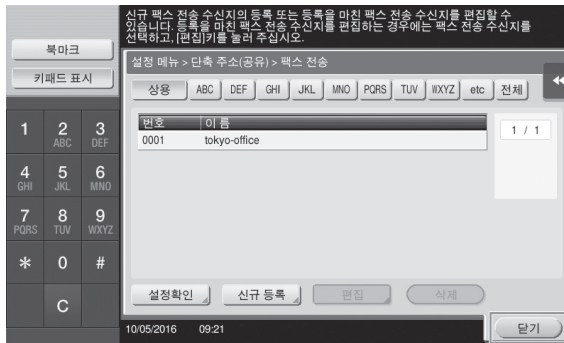 신규 팩스 전송 수신지의 등록 또는 등록을 마친 팩스 전송 수신지를 편집할 수
있습니다. 등록을 마친 팩스 전송 수신지를 편집하는 경우에는 팩스 전송 수신지를
선택하고, [편집]키를 눌러 주십시오.
북마크
키패드 표시
설정 메뉴 > 단축 주소(공유) > 팩스 전송
상용 ABC DEF GHI JKL MNO PQRS TUV WXYZ etc 전체
번호 이 름
0001 tokyo-office
1 / 1
1 2 3
ABC DEF
4 5 6
GHI JKL MNO
7 8 9
PQRS TUV WXYZ
* 0 #
C
설정확인 신규 등록 편집 삭제
10/05/2016 09:21
닫기